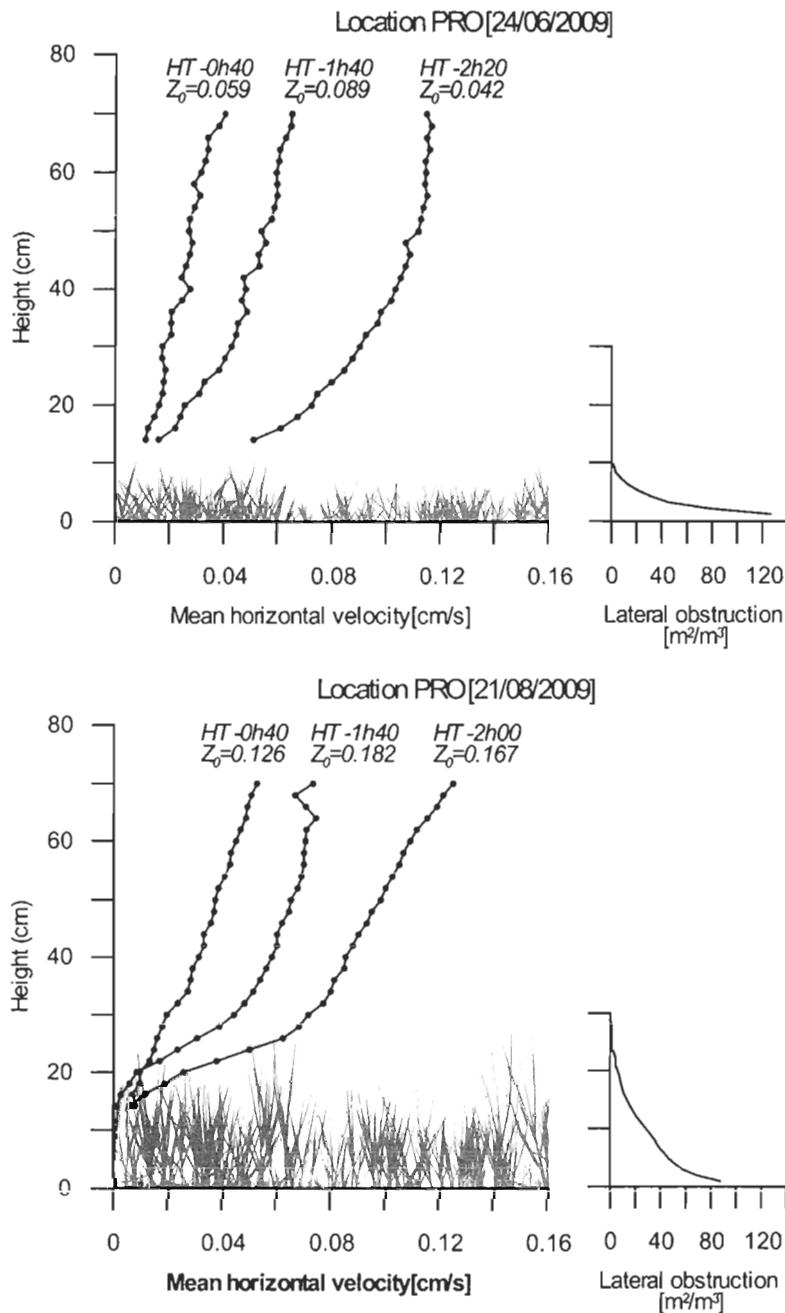 Location PRO[24/06/2009]
80
60
40
20
0
Height (cm)
HT -0h40
Z₀=0.059
HT -1h40
Z₀=0.089
HT -2h20
Z₀=0.042
0 0.04 0.08 0.12 0.16
Mean horizontal velocity[cm/s]
0 40 80 120
Lateral obstruction
[m²/m³]
Location PRO[21/08/2009]
80
60
40
20
0
Height (cm)
HT -0h40
Z₀=0.126
HT -1h40
Z₀=0.182
HT -2h00
Z₀=0.167
0 0.04 0.08 0.12 0.16
Mean horizontal velocity[cm/s]
0 40 80 120
Lateral obstruction
[m²/m³]